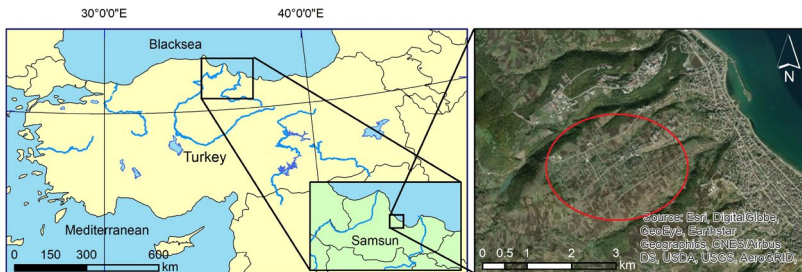 30°0'0"E
40°0'0"E
Blacksea
Turkey
Mediterranean
Samsun
0
150
300
600
km
N
Source: Esri, DigitalGlobe,
GeoEye, Earthstar
Geographics, CNES/Airbus
DS, UsiDA, USGS, AeroGRID,
0 0.5 1 2 3
km